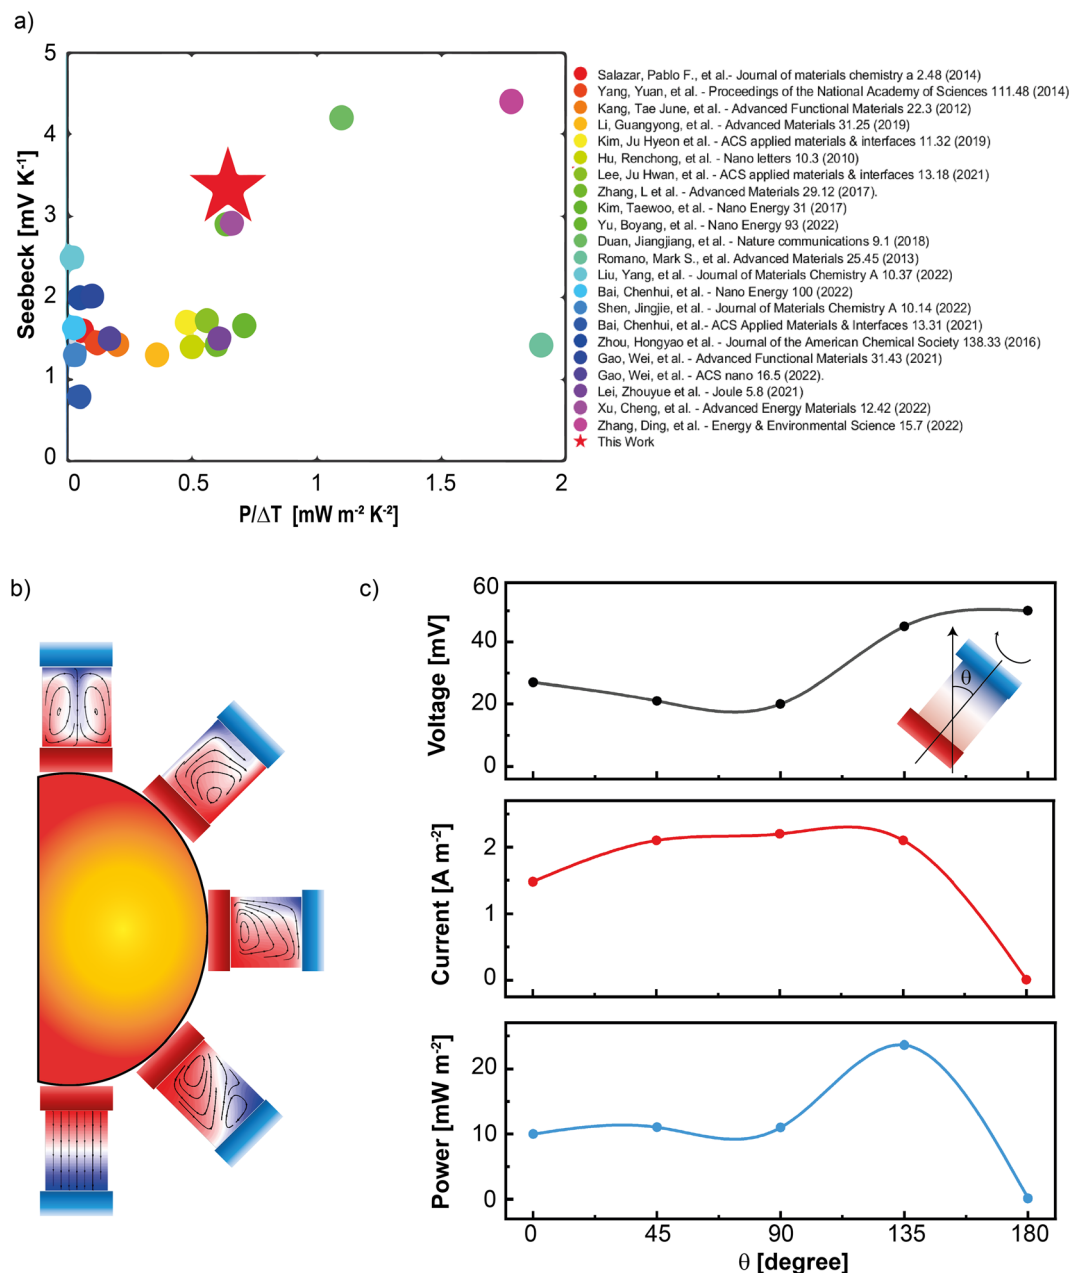 a)
5
4
3
2
1
0
Seebeck [mV K⁻¹]
0 0.5 1 1.5 2
P/ΔT [mW m⁻² K⁻²]
Salazar, Pablo F., et al.- Journal of materials chemistry a 2.48 (2014)
Yang, Yuan, et al. - Proceedings of the National Academy of Sciences 111.48 (2014)
Kang, Tae June, et al. - Advanced Functional Materials 22.3 (2012)
Li, Guangyong, et al. - Advanced Materials 31.25 (2019)
Kim, Ju Hyeon et al. - ACS applied materials & interfaces 11.32 (2019)
Hu, Renchong, et al. - Nano letters 10.3 (2010)
Lee, Ju Hwan, et al. - ACS applied materials & interfaces 13.18 (2021)
Zhang, L et al. - Advanced Materials 29.12 (2017).
Kim, Taewoo, et al. - Nano Energy 31 (2017)
Yu, Boyang, et al. - Nano Energy 93 (2022)
Duan, Jiangjiang, et al. - Nature communications 9.1 (2018)
Romano, Mark S., et al. Advanced Materials 25.45 (2013)
Liu, Yang, et al. - Journal of Materials Chemistry A 10.37 (2022)
Bai, Chenhui, et al. - Nano Energy 100 (2022)
Shen, Jingjie, et al. - Journal of Materials Chemistry A 10.14 (2022)
Bai, Chenhui, et al. - ACS Applied Materials & Interfaces 13.31 (2021)
Zhou, Hongyao et al. - Journal of the American Chemical Society 138.33 (2016)
Gao, Wei, et al. - Advanced Functional Materials 31.43 (2021)
Gao, Wei, et al. - ACS nano 16.5 (2022).
Lei, Zhouyue et al. - Joule 5.8 (2021)
Xu, Cheng, et al. - Advanced Energy Materials 12.42 (2022)
Zhang, Ding, et al. - Energy & Environmental Science 15.7 (2022)
This Work
b)
c)
60
40
20
0
Voltage [mV]
θ
2
1
0
Current [A m⁻²]
20
10
0
Power [mW m⁻²]
0 45 90 135 180
θ [degree]